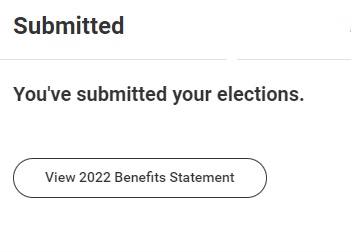 Submitted
You've submitted your elections.
View 2022 Benefits Statement